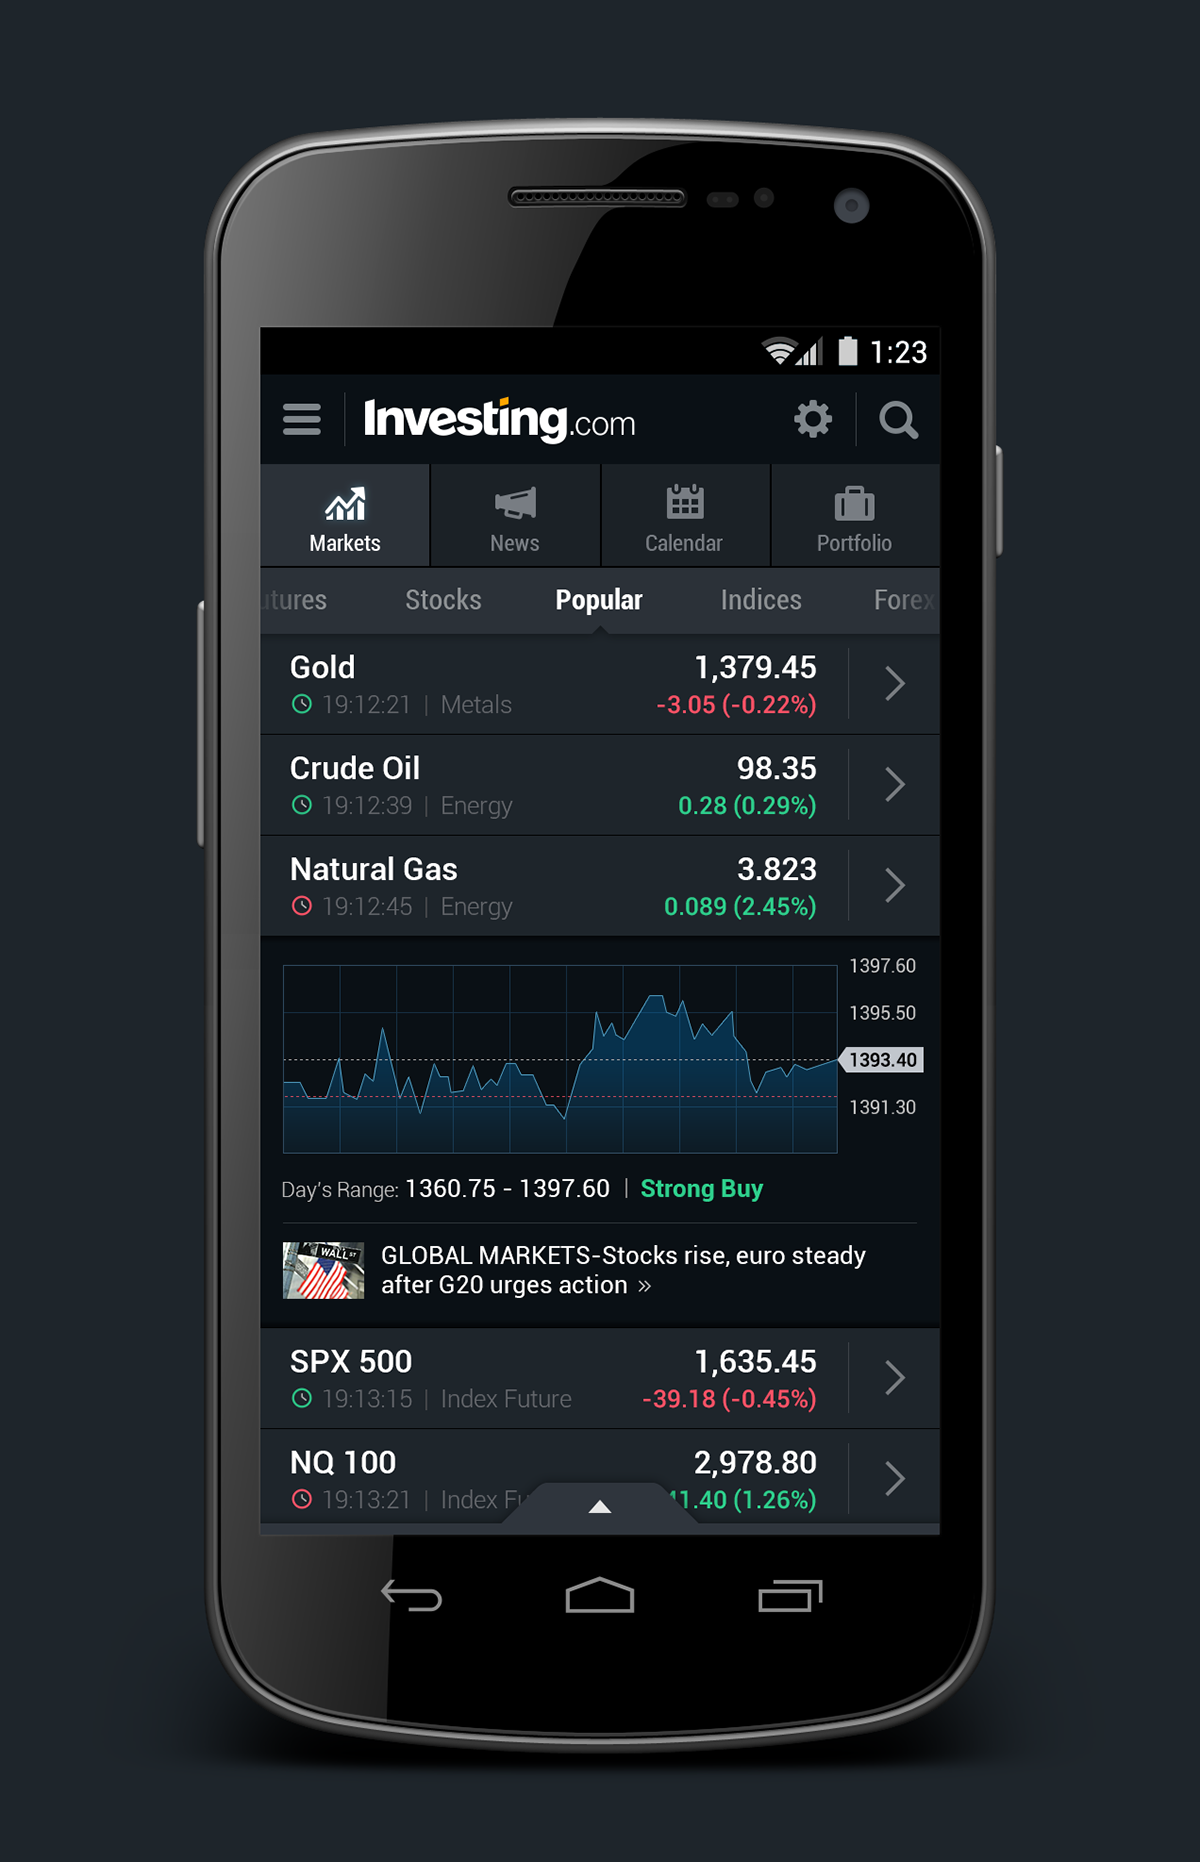 1:23
Investing.com
Markets News Calendar Portfolio
utures Stocks Popular Indices Forex
Gold 1,379.45
19:12:21 | Metals -3.05 (-0.22%)
Crude Oil 98.35
19:12:39 | Energy 0.28 (0.29%)
Natural Gas 3.823
19:12:45 | Energy 0.089 (2.45%)
1397.60
1395.50
1393.40
1391.30
Day's Range: 1360.75 - 1397.60 | Strong Buy
WALL ST
GLOBAL MARKETS-Stocks rise, euro steady
after G20 urges action »
SPX 500 1,635.45
19:13:15 | Index Future -39.18 (-0.45%)
NQ 100 2,978.80
19:13:21 | Index Fu 41.40 (1.26%)